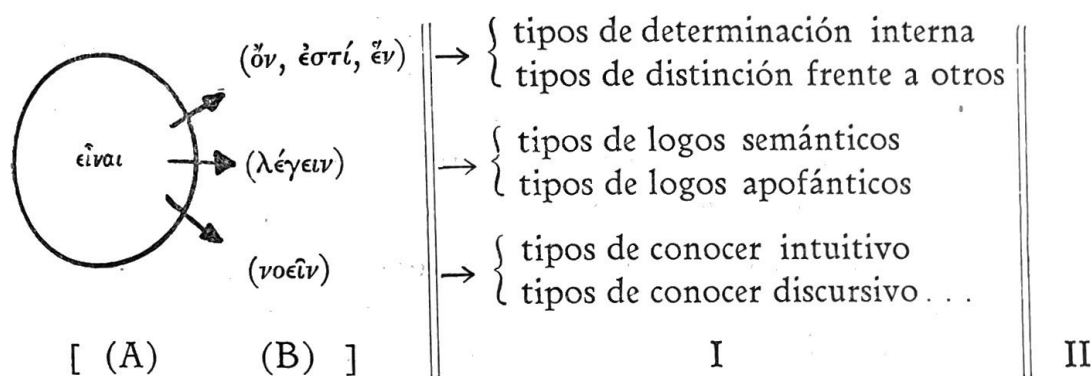 (ὄν, ἐστί, ἕν) → { tipos de determinación interna
tipos de distinción frente a otros
εἶναι
(λέγειν) → { tipos de logos semánticos
tipos de logos apofánticos
(νοεῖν) → { tipos de conocer intuitivo
tipos de conocer discursivo...
[ (A) (B) ] I II